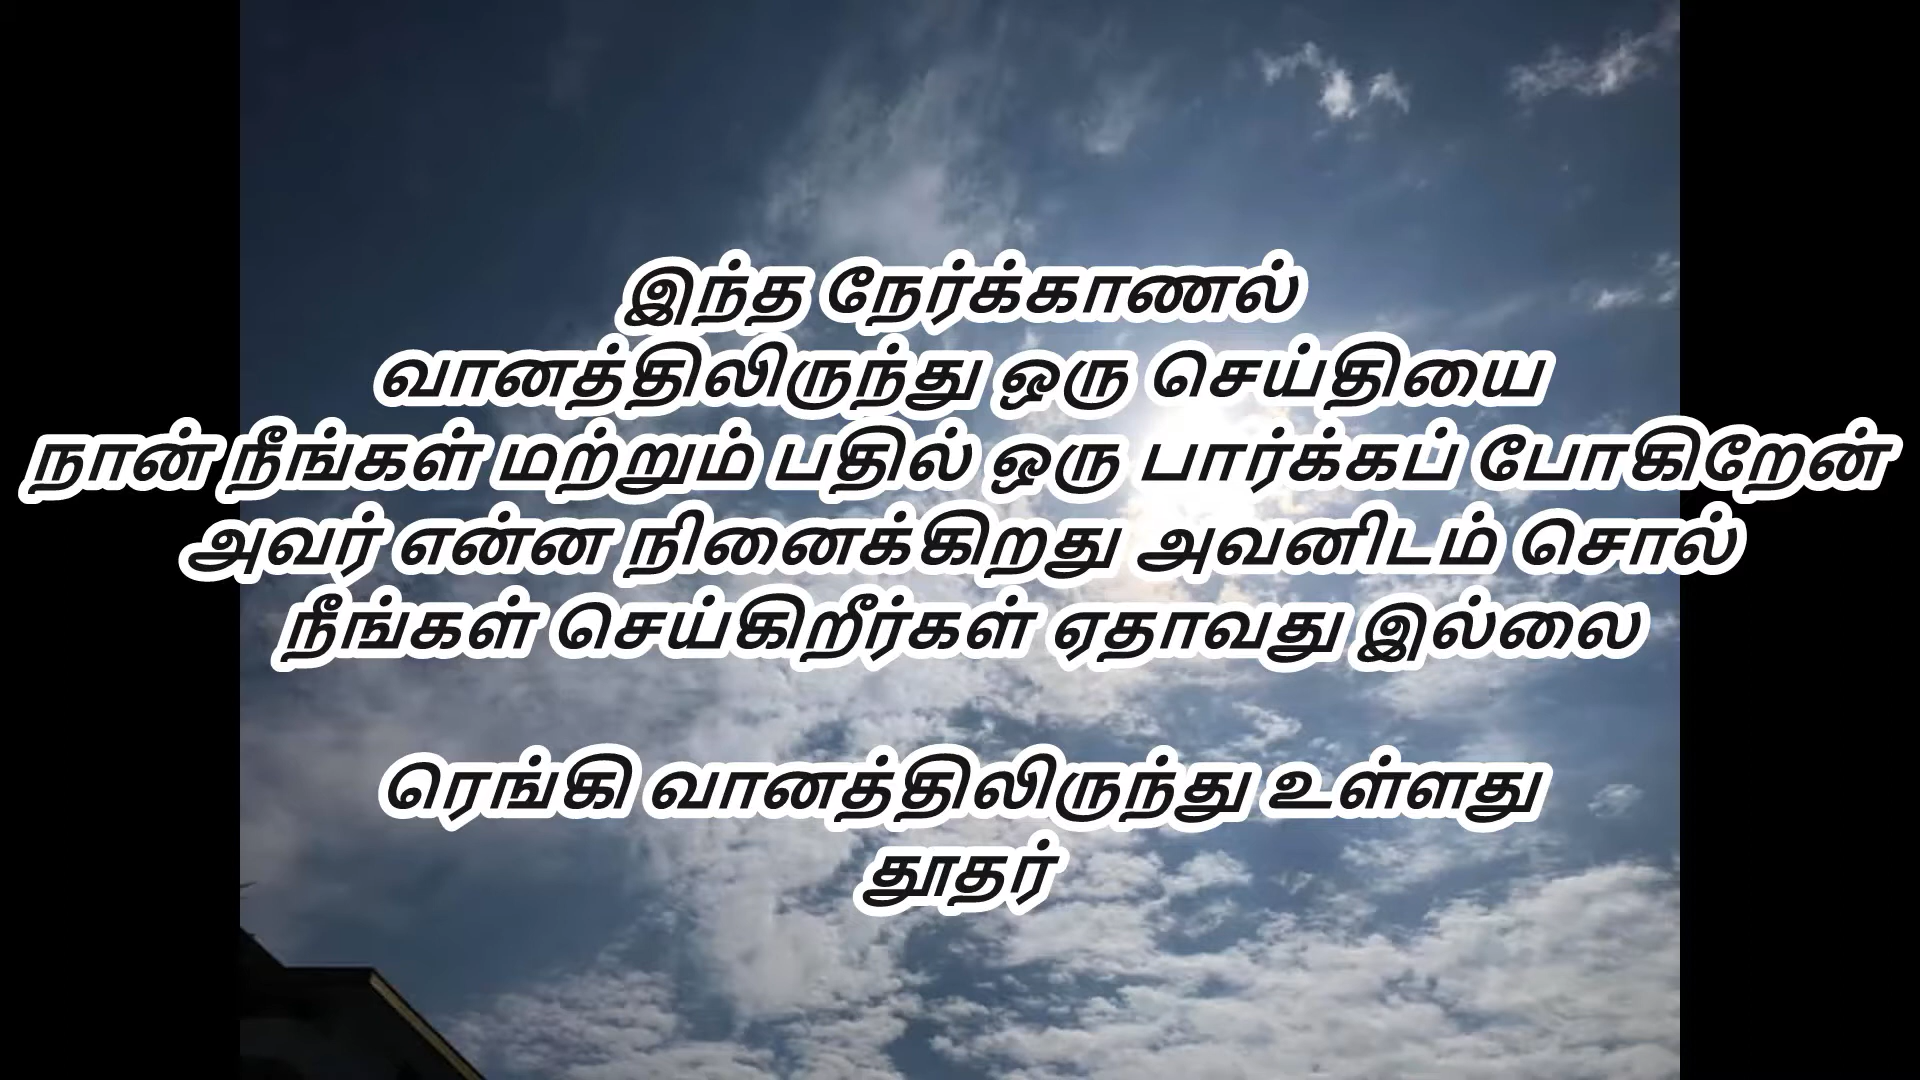 இந்த நேர்க்காணல்
வானத்திலிருந்து ஒரு செய்தியை
நான் நீங்கள் மற்றும் பதில் ஒரு பார்க்கப் போகிறேன்
அவர் என்ன நினைக்கிறது அவனிடம் சொல்
நீங்கள் செய்கிறீர்கள் ஏதாவது இல்லை
ரெங்கி வானத்திலிருந்து உள்ளது
தூதர்